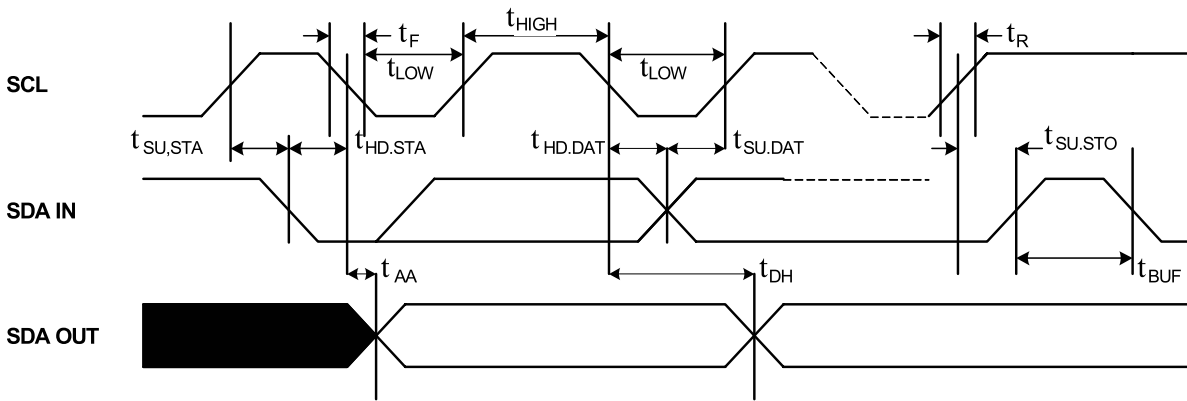 tF
tHIGH
tR
tLOW
tLOW
SCL
tSU,STA
tHD.STA
tHD.DAT
tSU.DAT
tSU.STO
SDA IN
tAA
tDH
tBUF
SDA OUT